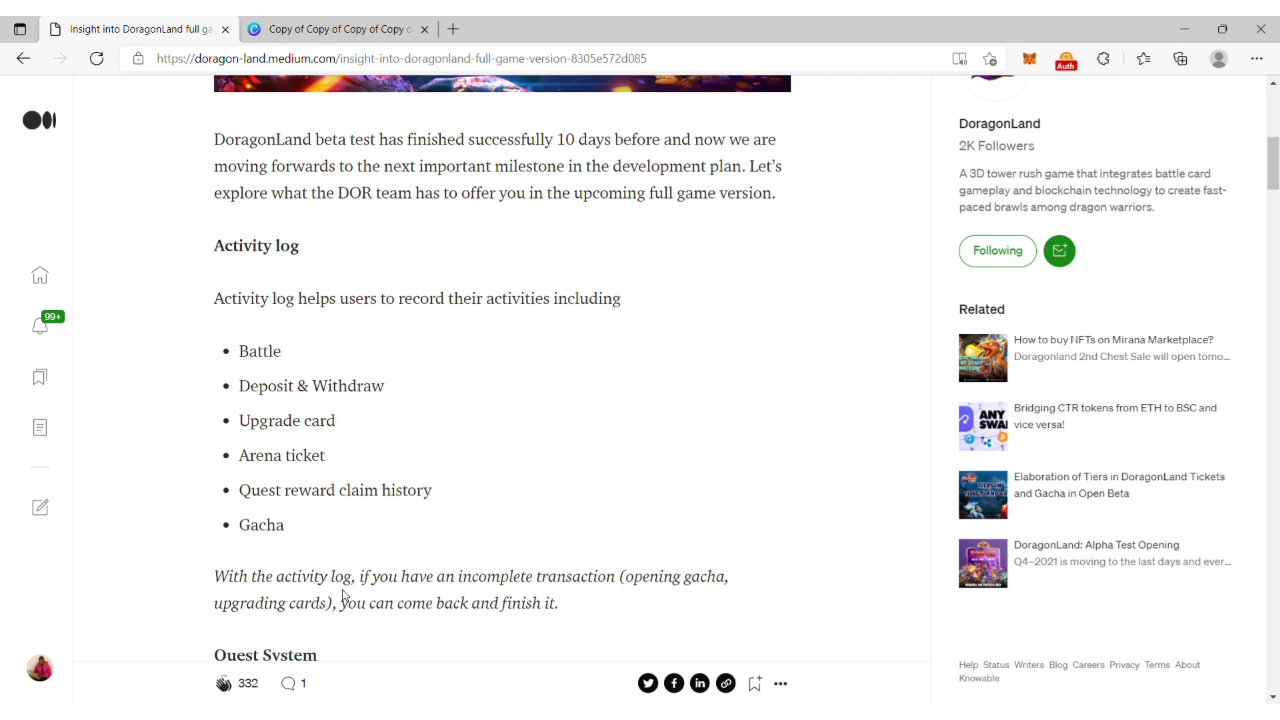 Insight into DoragonLand full ga
Copy of Copy of Copy of Copy o
https://doragon-land.medium.com/insight-into-doragonland-full-game-version-8305e572d085
Auth
DoragonLand beta test has finished successfully 10 days before and now we are
moving forwards to the next important milestone in the development plan. Let's
explore what the DOR team has to offer you in the upcoming full game version.
Activity log
Activity log helps users to record their activities including
• Battle
• Deposit & Withdraw
• Upgrade card
• Arena ticket
• Quest reward claim history
• Gacha
With the activity log, if you have an incomplete transaction (opening gacha,
upgrading cards), you can come back and finish it.
Quest System
332
1
99+
DoragonLand
2K Followers
A 3D tower rush game that integrates battle card
gameplay and blockchain technology to create fast-
paced brawls among dragon warriors.
Following
Related
How to buy NFTs on Mirana Marketplace?
Doragonland 2nd Chest Sale will open tomo...
Bridging CTR tokens from ETH to BSC and
vice versa!
ANY
SWA
Elaboration of Tiers in DoragonLand Tickets
and Gacha in Open Beta
DoragonLand: Alpha Test Opening
Q4–2021 is moving to the last days and ever...
Help Status Writers Blog Careers Privacy Terms About
Knowable